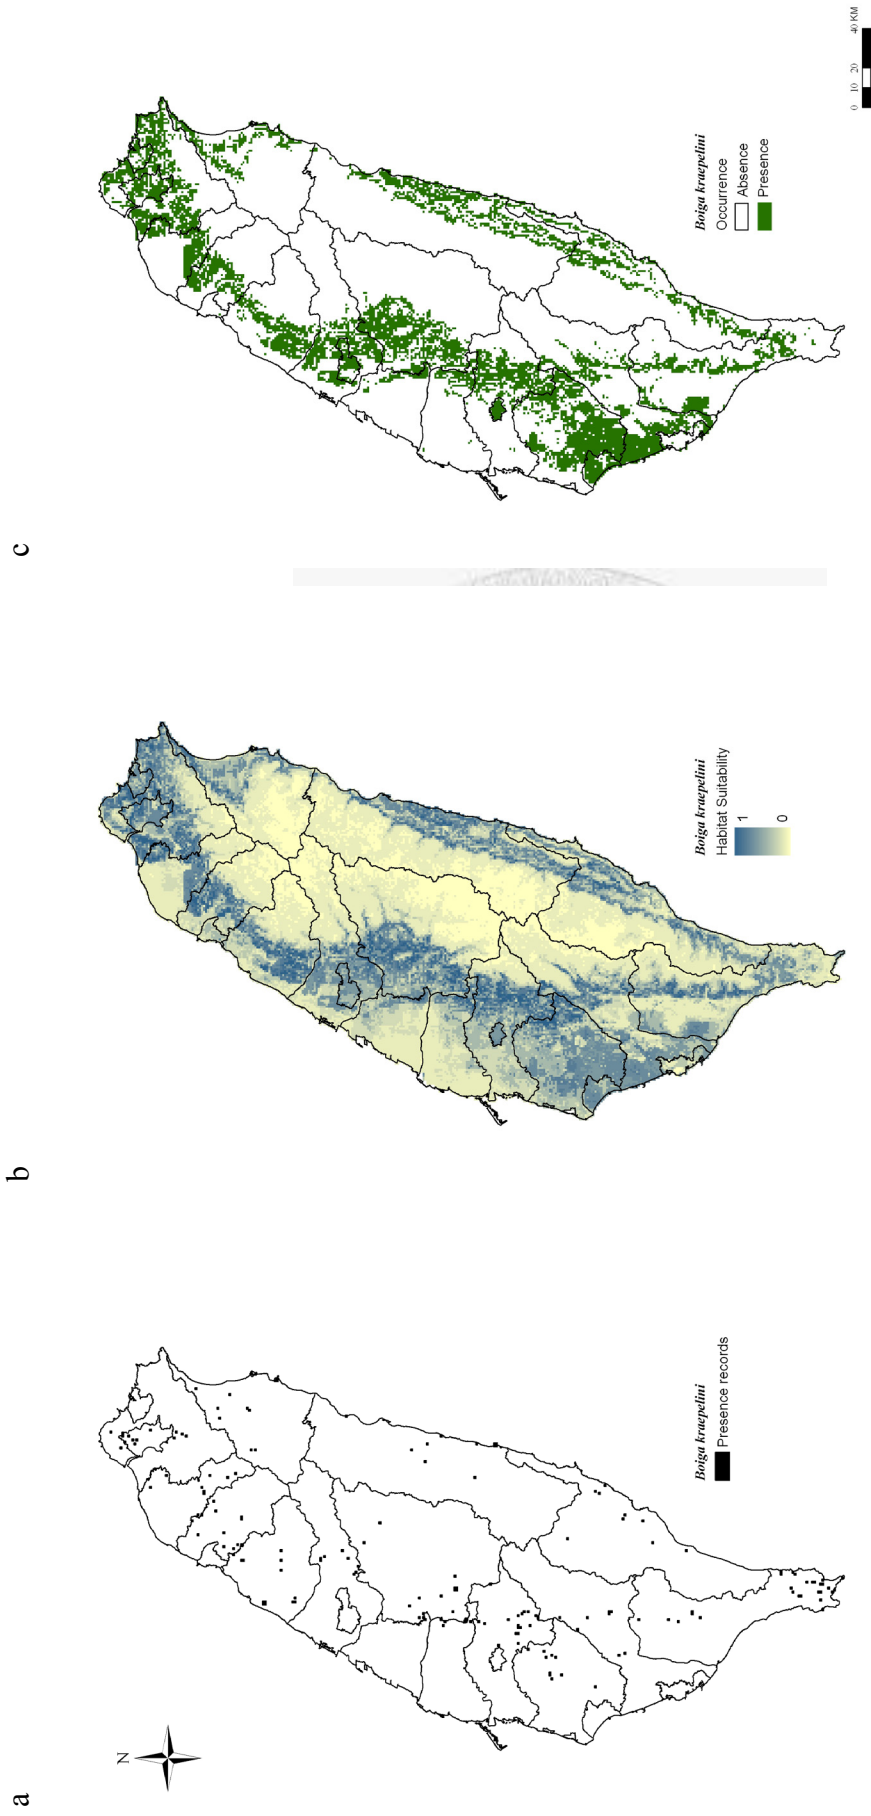 a
N
Boiga kraepelini
Presence records
b
Boiga kraepelini
Habitat Suitability
1
0
c
Boiga kraepelini
Occurrence
Absence
Presence
0 10 20 40 KM